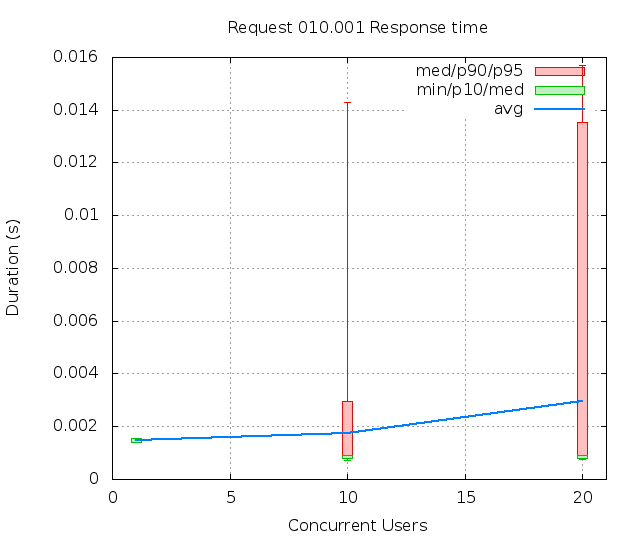 Request 010.001 Response time
0.016
0.014
0.012
0.01
0.008
0.006
0.004
0.002
0
med/p90/p95
min/p10/med
avg
Duration (s)
0 5 10 15 20
Concurrent Users